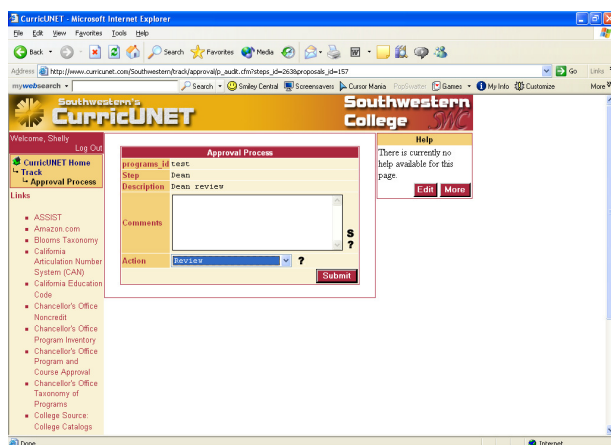 CurricUNET - Microsoft Internet Explorer
File Edit View Favorites Tools Help
Back Search Favorites Media
Address http://www.curricunet.com/Southwestern/track/approval/p_audit.cfm?steps_id=263&proposals_id=157 Go Links
mywebsearch Search Smiley Central Screensavers Cursor Mania PopSwatter Games My Info Customize More
Southwestern's
CurricUNET
Southwestern
College SWC
Welcome, Shelly
Log Out
CurricUNET Home
Track
Approval Process
Links
ASSIST
Amazon.com
Blooms Taxonomy
California
Articulation Number
System (CAN)
California Education
Code
Chancellor's Office
Noncredit
Chancellor's Office
Program Inventory
Chancellor's Office
Program and
Course Approval
Chancellor's Office
Taxonomy of
Programs
College Source:
College Catalogs
Approval Process
programs_id test
Step Dean
Description Dean review
Comments
S
?
Action Review ?
Submit
Help
There is currently no
help available for this
page.
Edit More
Done Internet